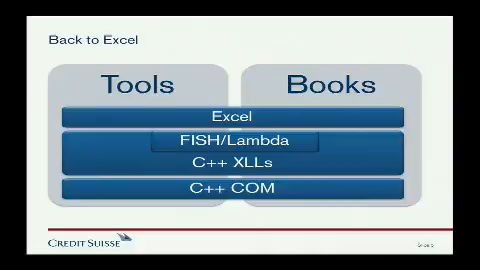 Back to Excel
Tools
Books
Excel
FISH/Lambda
C++ XLLs
C++ COM
CREDIT SUISSE